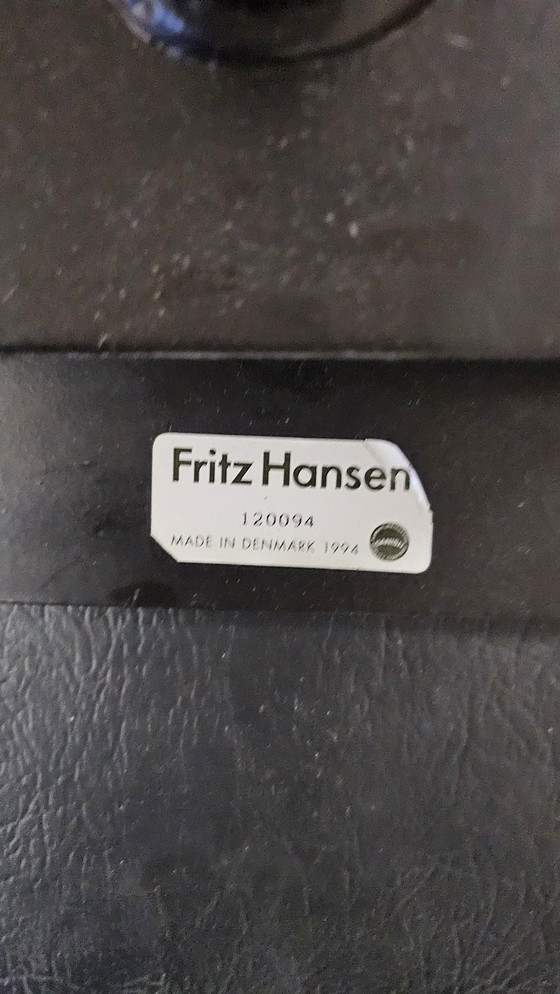 Fritz Hansen
120094
MADE IN DENMARK 1994